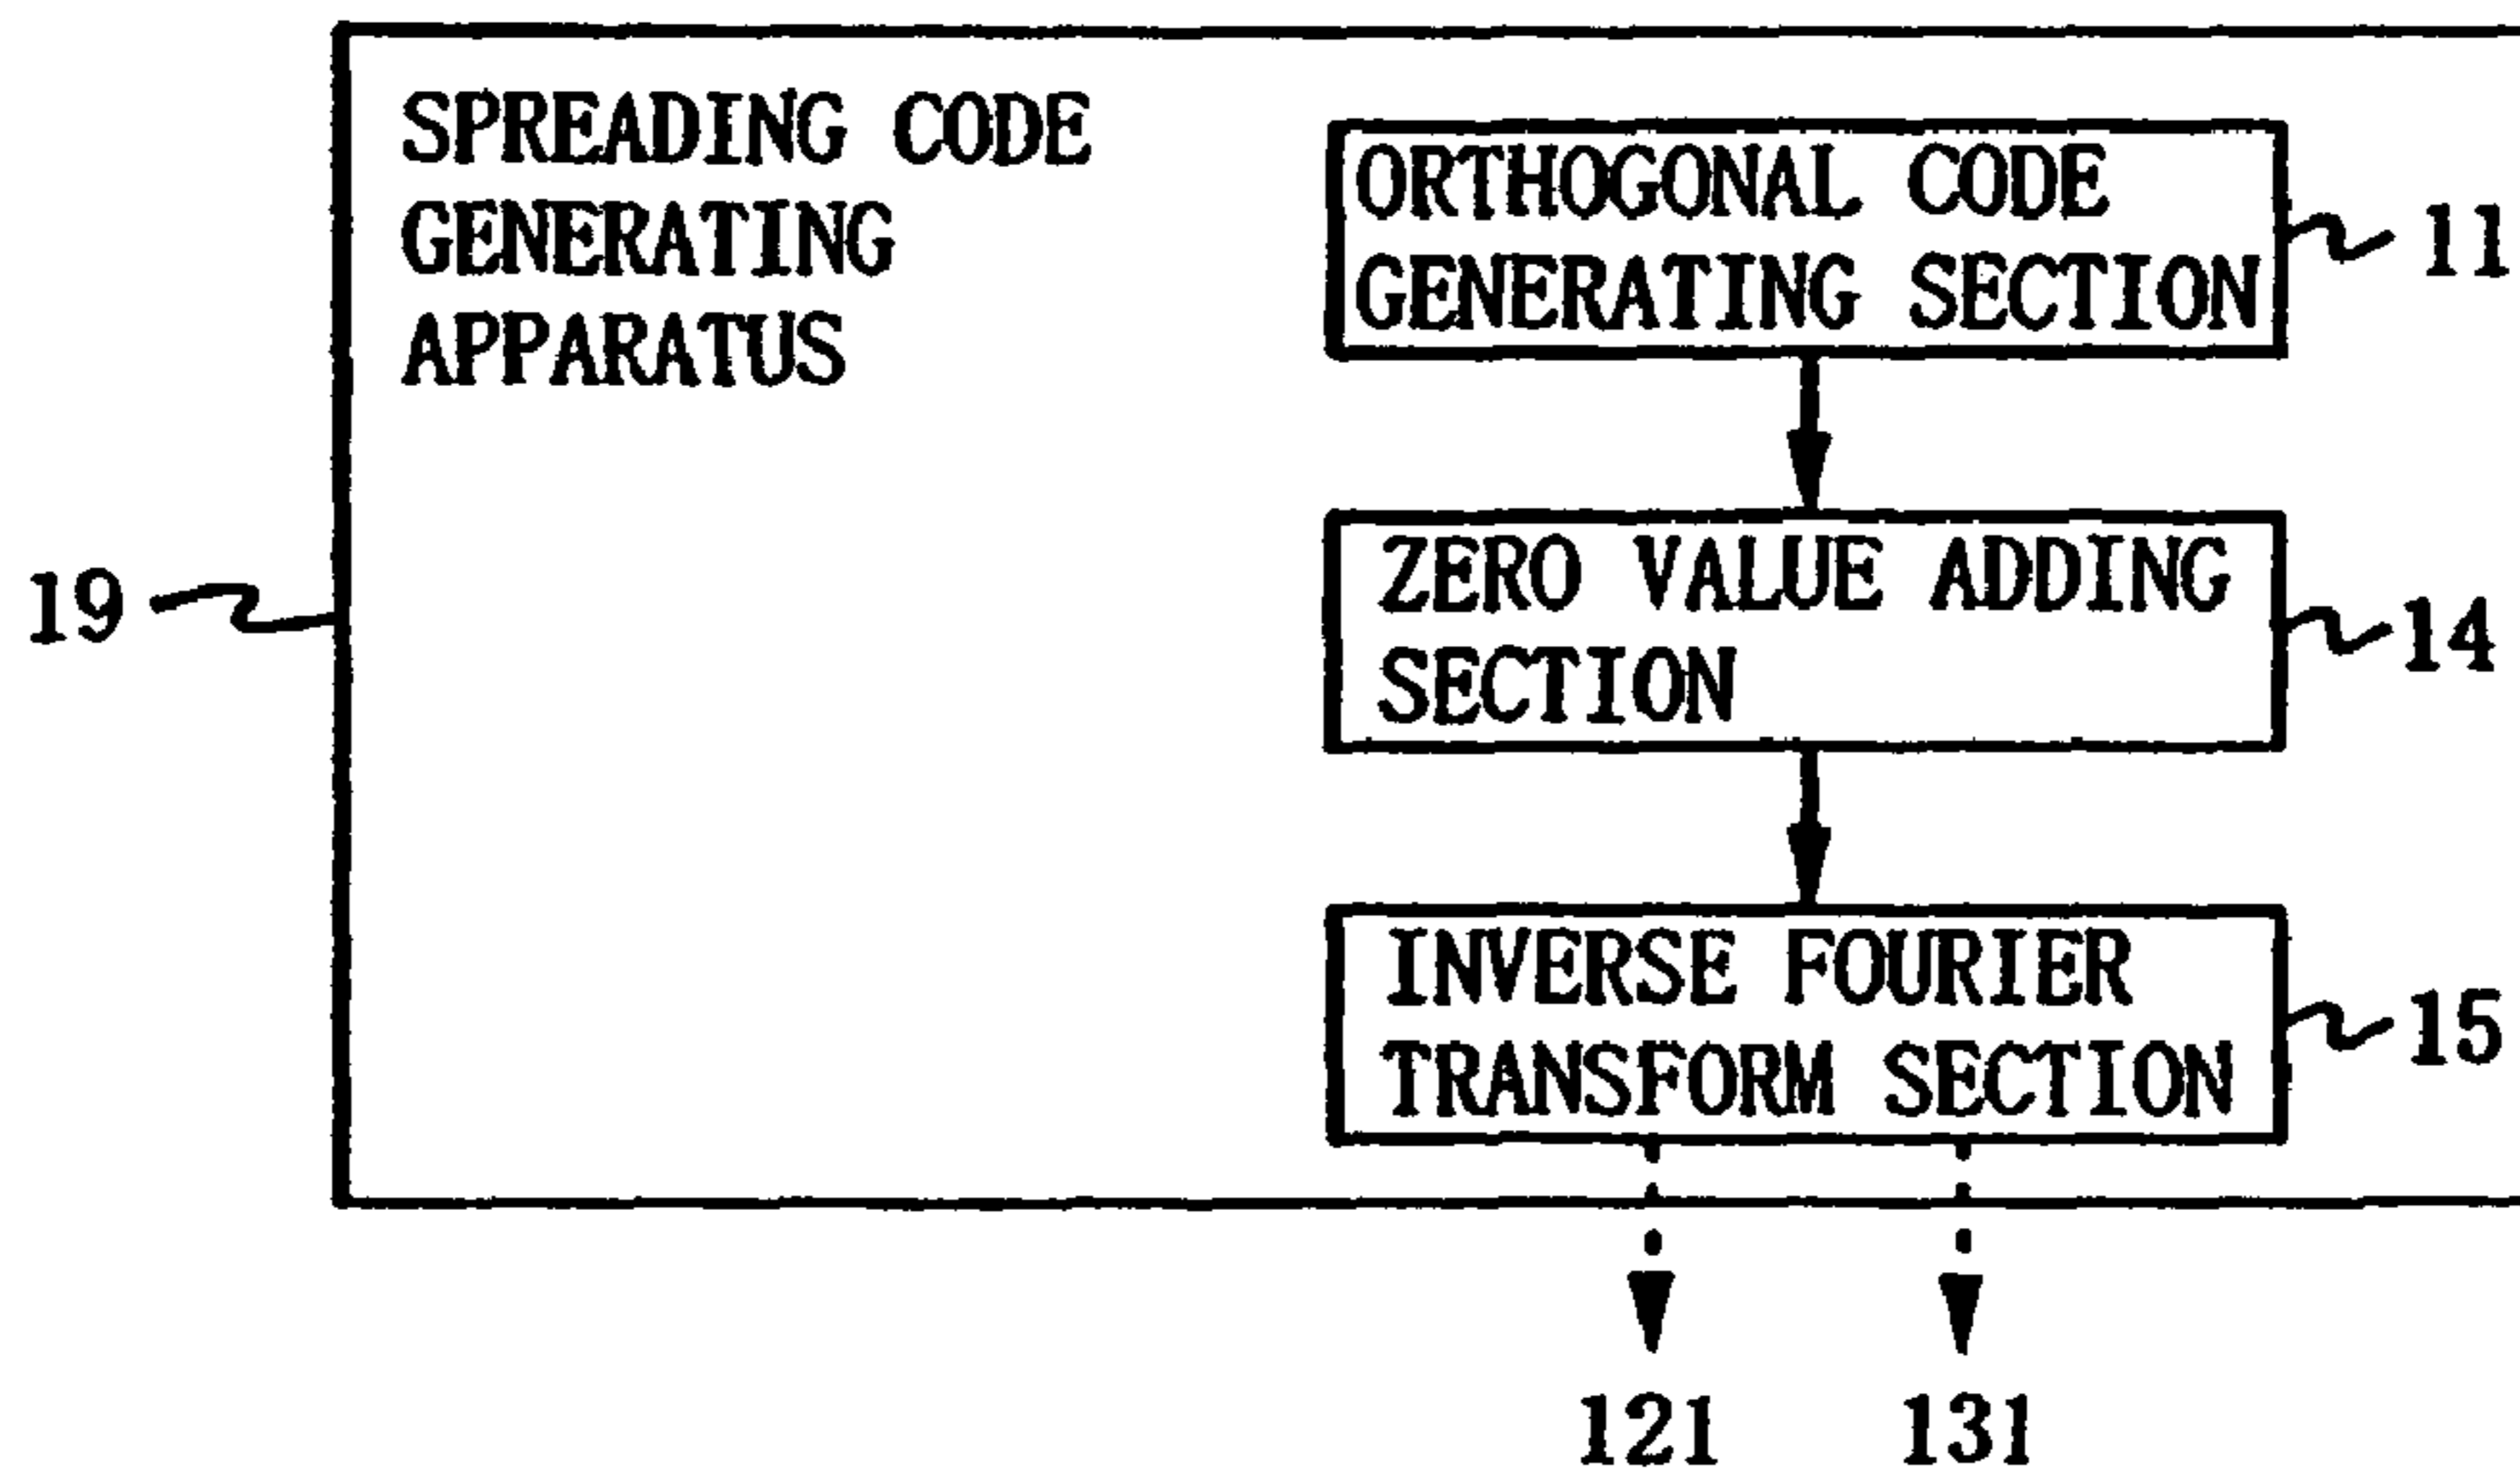 SPREADING CODE
GENERATING
APPARATUS
ORTHOGONAL CODE
GENERATING SECTION
11
ZERO VALUE ADDING
SECTION
14
19
INVERSE FOURIER
TRANSFORM SECTION
15
121
131